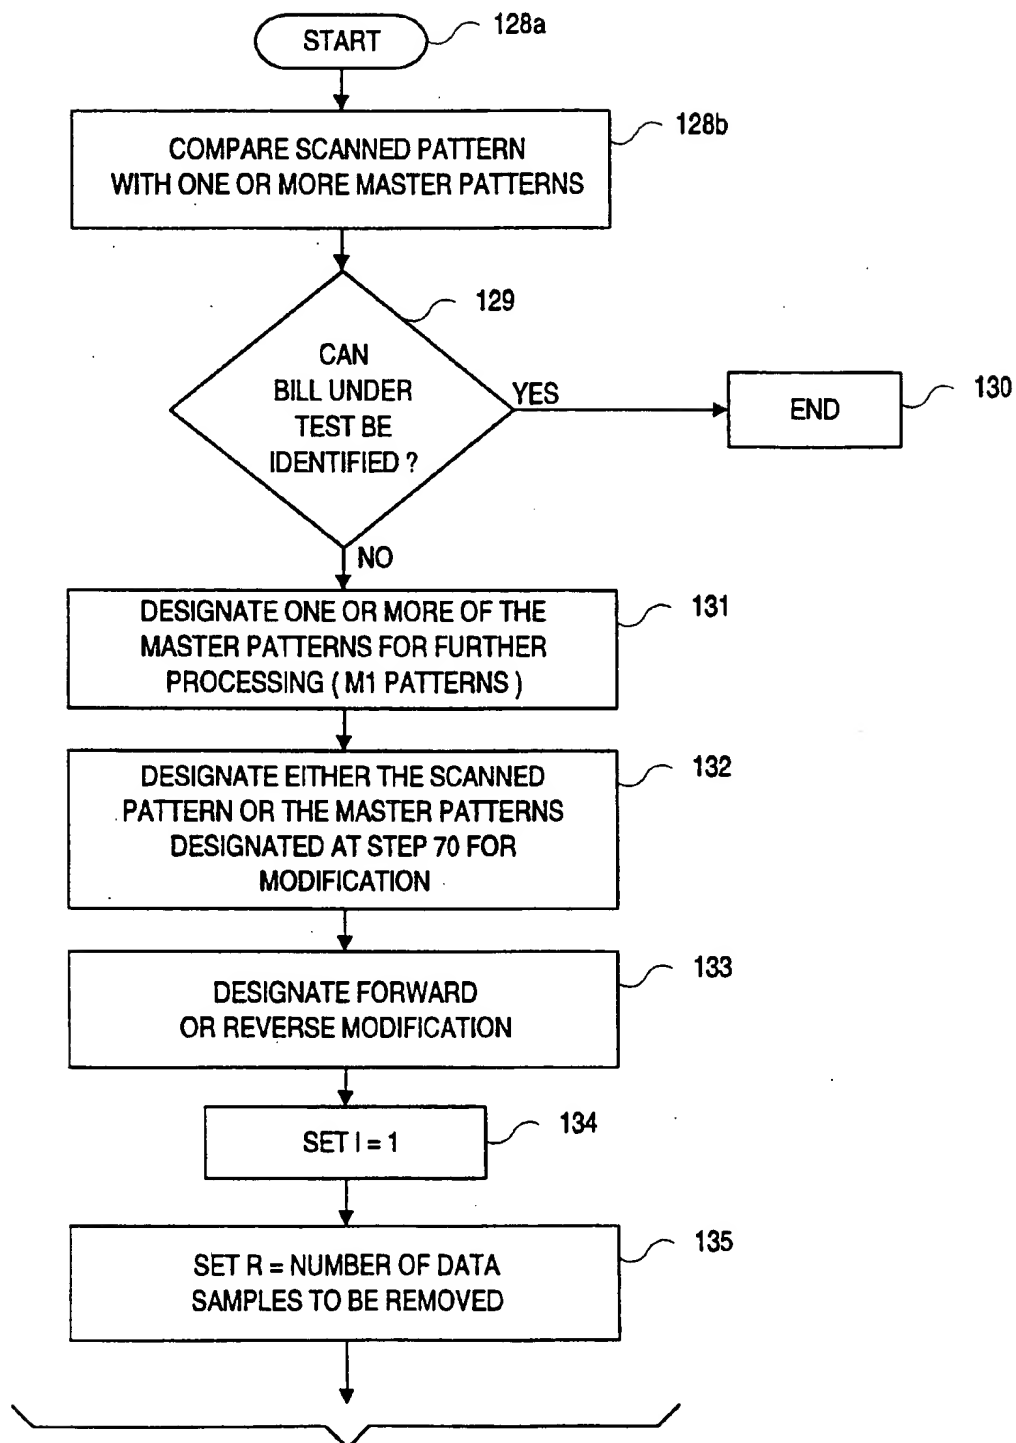 START
128a
COMPARE SCANNED PATTERN
WITH ONE OR MORE MASTER PATTERNS
128b
CAN
BILL UNDER
TEST BE
IDENTIFIED ?
129
YES
END
130
NO
DESIGNATE ONE OR MORE OF THE
MASTER PATTERNS FOR FURTHER
PROCESSING ( M1 PATTERNS )
131
DESIGNATE EITHER THE SCANNED
PATTERN OR THE MASTER PATTERNS
DESIGNATED AT STEP 70 FOR
MODIFICATION
132
DESIGNATE FORWARD
OR REVERSE MODIFICATION
133
SET I = 1
134
SET R = NUMBER OF DATA
SAMPLES TO BE REMOVED
135